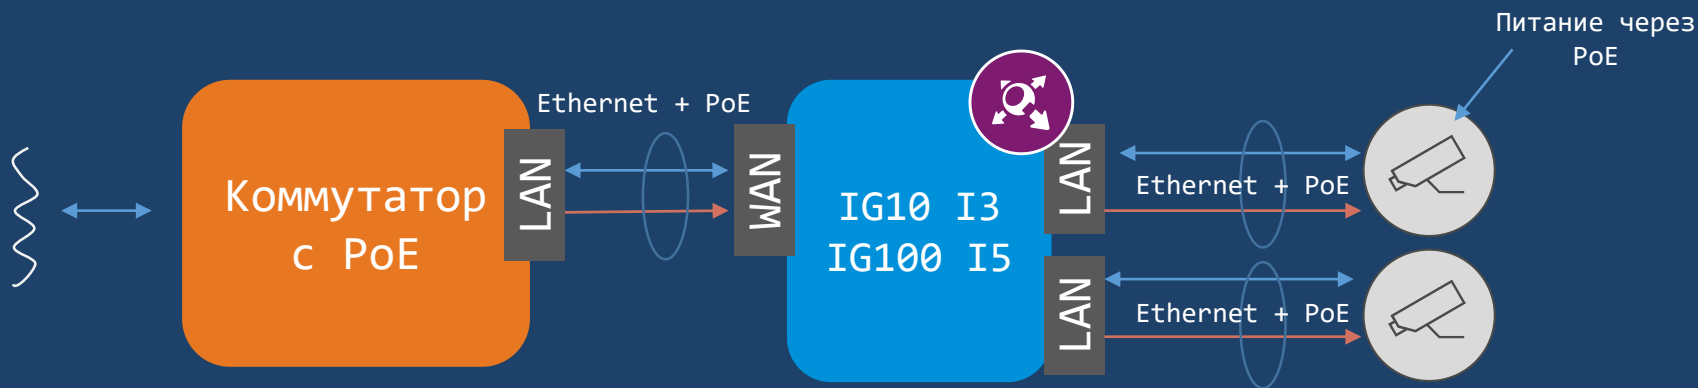 Питание через
PoE
Ethernet + PoE
Коммутатор
с PoE
LAN
WAN
IG10 I3
IG100 I5
LAN
Ethernet + PoE
LAN
Ethernet + PoE